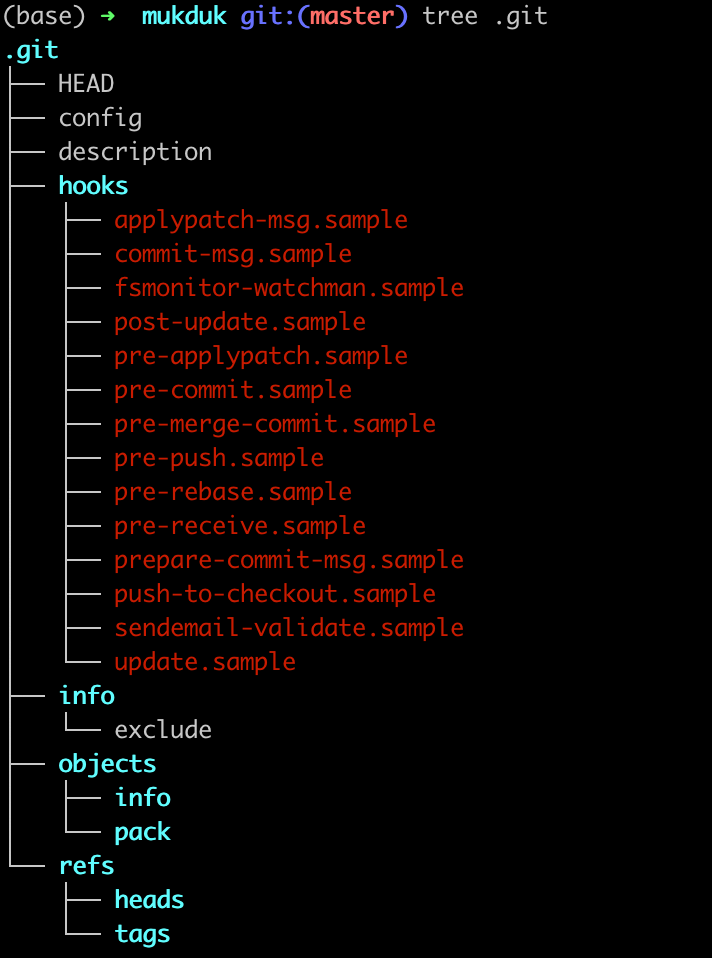 (base) ➜  mukduk git:(master) tree .git
.git
├── HEAD
├── config
├── description
├── hooks
│   ├── applypatch-msg.sample
│   ├── commit-msg.sample
│   ├── fsmonitor-watchman.sample
│   ├── post-update.sample
│   ├── pre-applypatch.sample
│   ├── pre-commit.sample
│   ├── pre-merge-commit.sample
│   ├── pre-push.sample
│   ├── pre-rebase.sample
│   ├── pre-receive.sample
│   ├── prepare-commit-msg.sample
│   ├── push-to-checkout.sample
│   ├── sendemail-validate.sample
│   └── update.sample
├── info
│   └── exclude
├── objects
│   ├── info
│   └── pack
└── refs
    ├── heads
    └── tags